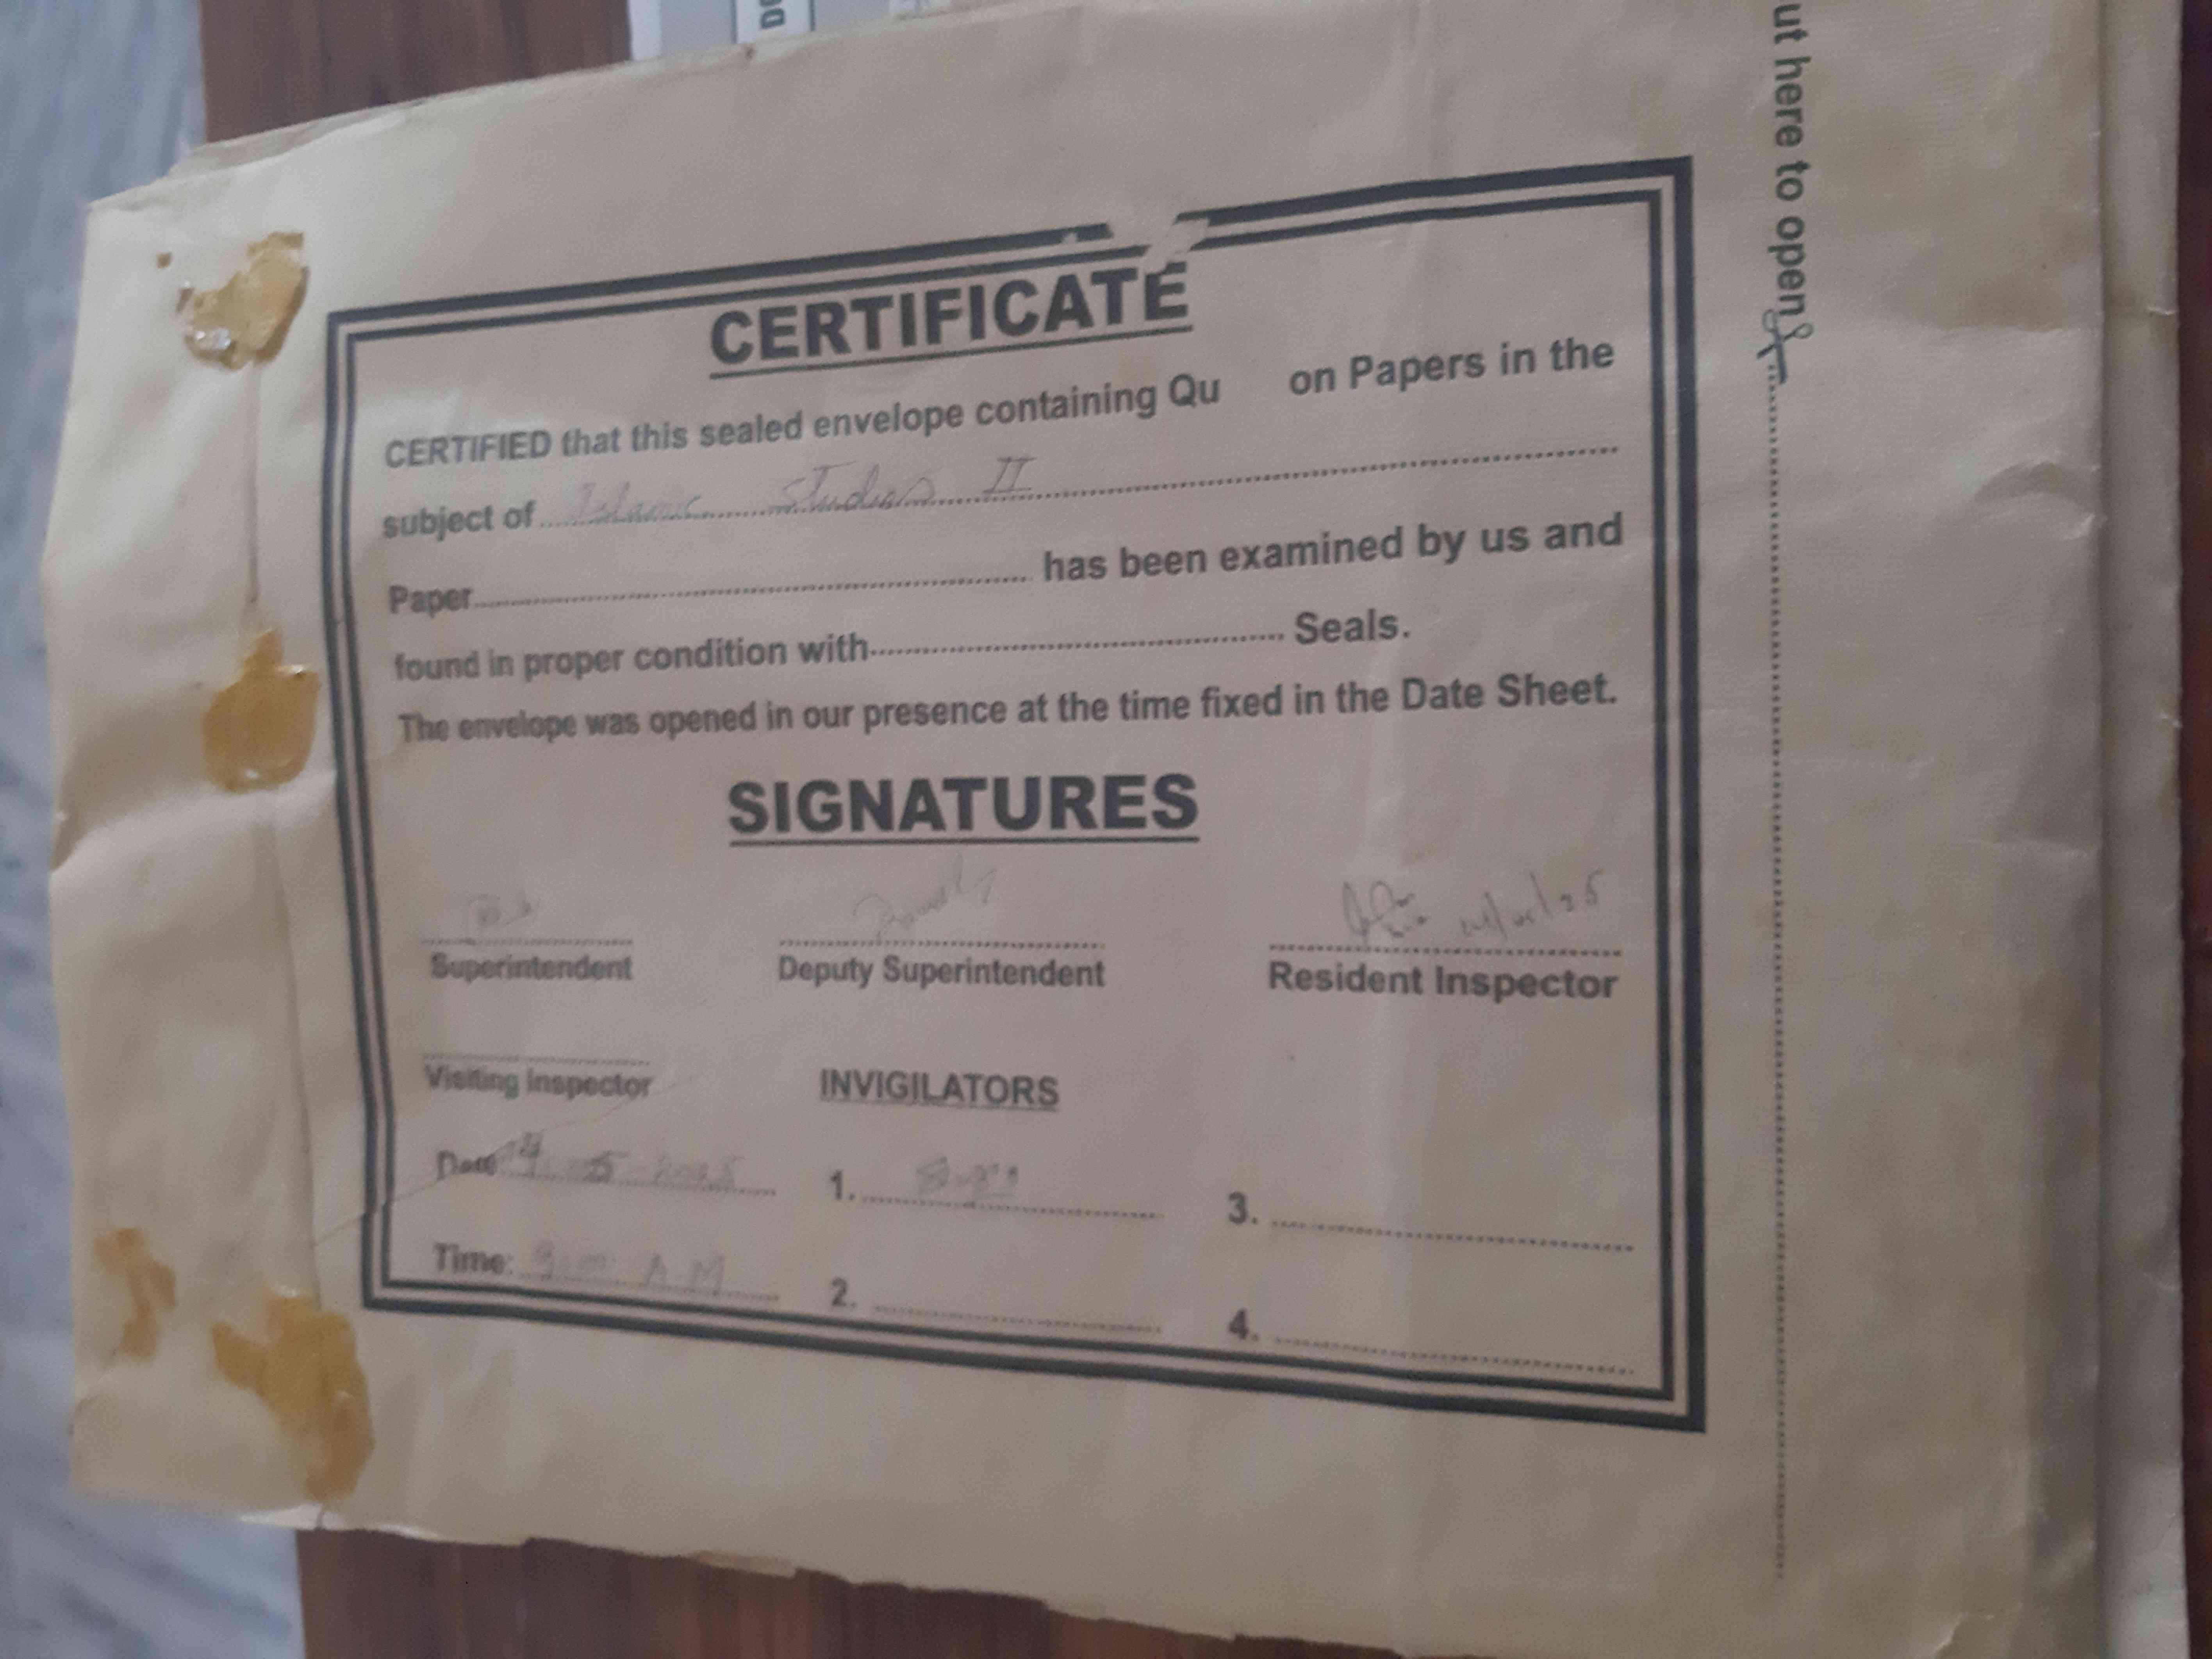 ut here to open
CERTIFICATE
CERTIFIED that this sealed envelope containing Qu on Papers in the
subject of Islamic Studies II
Paper has been examined by us and
found in proper condition with Seals.
The envelope was opened in our presence at the time fixed in the Date Sheet.
SIGNATURES
Superintendent Deputy Superintendent Resident Inspector
Visiting Inspector INVIGILATORS
Date 1. 3.
Time: A.M 2. 4.